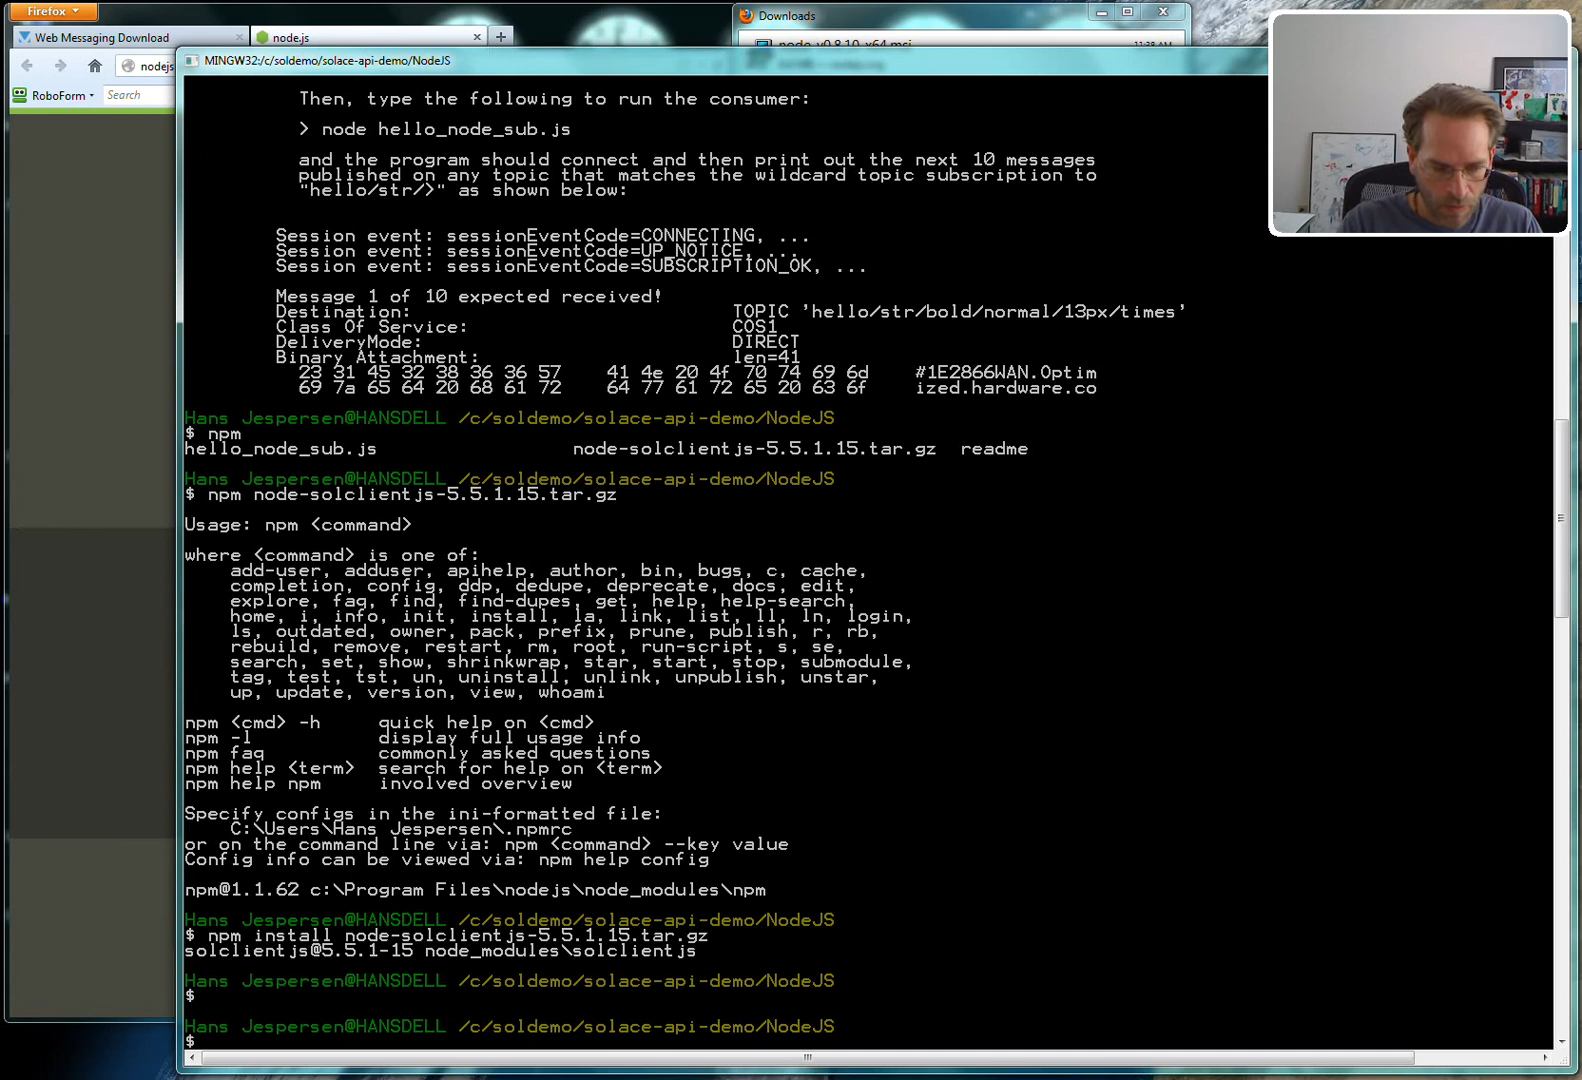 Firefox
Downloads
Web Messaging Download
node.js
node-v0.8.10-x64.msi
11:38 AM
nodejs
MINGW32:/c/soldemo/solace-api-demo/NodeJS
RoboForm
Search
Then, type the following to run the consumer:
> node hello_node_sub.js
and the program should connect and then print out the next 10 messages
published on any topic that matches the wildcard topic subscription to
"hello/str/>" as shown below:
Session event: sessionEventCode=CONNECTING, ...
Session event: sessionEventCode=UP_NOTICE, ...
Session event: sessionEventCode=SUBSCRIPTION_OK, ...
Message 1 of 10 expected received!
Destination: TOPIC 'hello/str/bold/normal/13px/times'
Class Of Service: COS1
DeliveryMode: DIRECT
Binary Attachment: len=41
23 31 45 32 38 36 36 57 41 4e 20 4f 70 74 69 6d #1E2866WAN.Optim
69 7a 65 64 20 68 61 72 64 77 61 72 65 20 63 6f ized.hardware.co
Hans Jespersen@HANSDELL /c/soldemo/solace-api-demo/NodeJS
$ npm
hello_node_sub.js node-solclientjs-5.5.1.15.tar.gz readme
Hans Jespersen@HANSDELL /c/soldemo/solace-api-demo/NodeJS
$ npm node-solclientjs-5.5.1.15.tar.gz
Usage: npm <command>
where <command> is one of:
add-user, adduser, apihelp, author, bin, bugs, c, cache,
completion, config, ddp, dedupe, deprecate, docs, edit,
explore, faq, find, find-dupes, get, help, help-search,
home, i, info, init, install, la, link, list, ll, ln, login,
ls, outdated, owner, pack, prefix, prune, publish, r, rb,
rebuild, remove, restart, rm, root, run-script, s, se,
search, set, show, shrinkwrap, star, start, stop, submodule,
tag, test, tst, un, uninstall, unlink, unpublish, unstar,
up, update, version, view, whoami
npm <cmd> -h quick help on <cmd>
npm -l display full usage info
npm faq commonly asked questions
npm help <term> search for help on <term>
npm help npm involved overview
Specify configs in the ini-formatted file:
C:\Users\Hans Jespersen\.npmrc
or on the command line via: npm <command> --key value
Config info can be viewed via: npm help config
npm@1.1.62 c:\Program Files\nodejs\node_modules\npm
Hans Jespersen@HANSDELL /c/soldemo/solace-api-demo/NodeJS
$ npm install node-solclientjs-5.5.1.15.tar.gz
solclientjs@5.5.1-15 node_modules\solclientjs
Hans Jespersen@HANSDELL /c/soldemo/solace-api-demo/NodeJS
$
Hans Jespersen@HANSDELL /c/soldemo/solace-api-demo/NodeJS
$